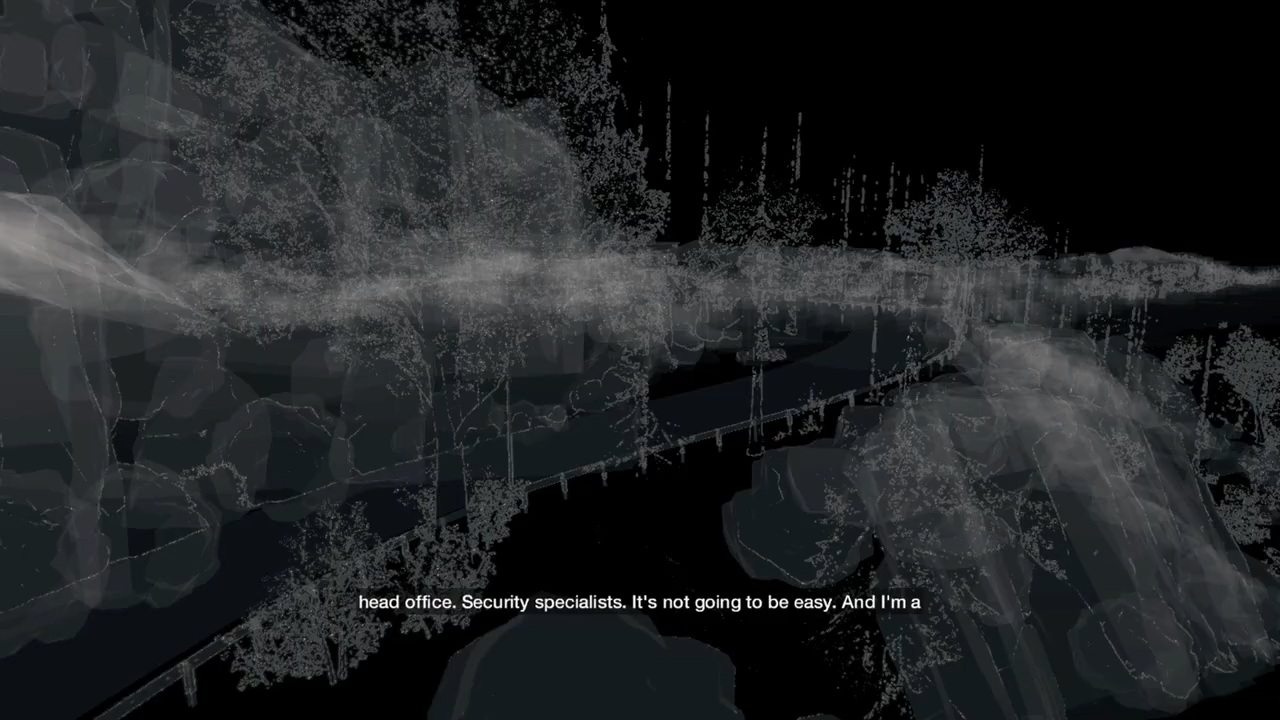 head office. Security specialists. It's not going to be easy. And I'm a